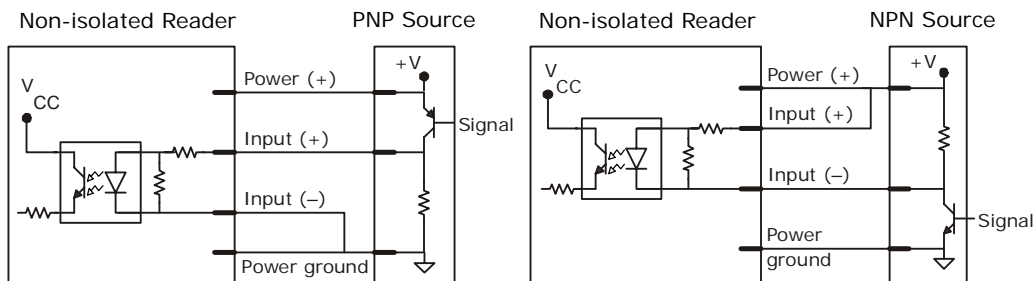 Non-isolated Reader
PNP Source
+V
Power (+)
V
CC
Signal
Input (+)
Input (–)
Power ground
Non-isolated Reader
NPN Source
+V
Power (+)
V
CC
Input (+)
Input (–)
Signal
Power
ground